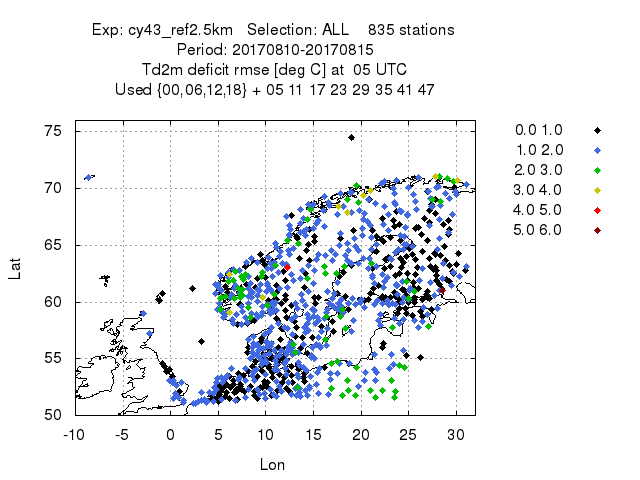 Exp: cy43_ref2.5km   Selection: ALL    835 stations
Period: 20170810-20170815
Td2m deficit rmse [deg C] at  05 UTC
Used {00,06,12,18} + 05 11 17 23 29 35 41 47
75
70
65
60
55
50
Lat
-10 -5 0 5 10 15 20 25 30
Lon
0.0 1.0
1.0 2.0
2.0 3.0
3.0 4.0
4.0 5.0
5.0 6.0